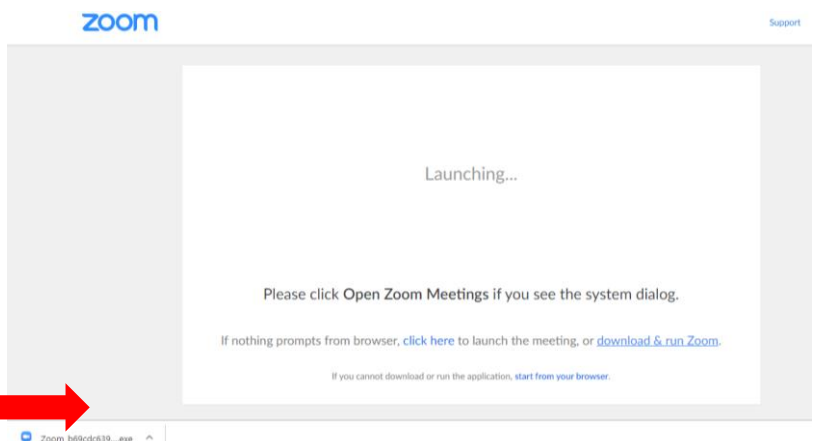 zoom
Support
Launching...
Please click Open Zoom Meetings if you see the system dialog.
If nothing prompts from browser, click here to launch the meeting, or download & run Zoom.
If you cannot download or run the application, start from your browser.
Zoom_b69cdc639....exe